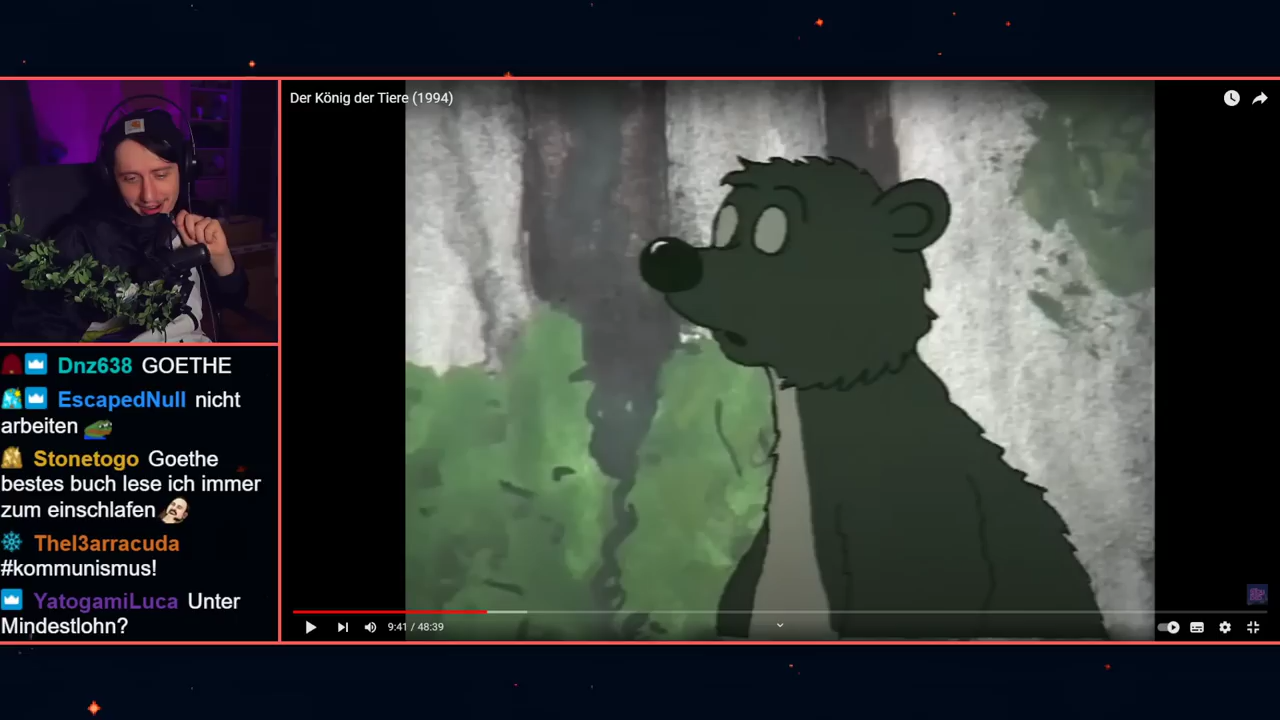 Der König der Tiere (1994)
Dnz638 GOETHE
EscapedNull nicht
arbeiten
Stonetogo Goethe
bestes buch lese ich immer
zum einschlafen
Thel3arracuda
#kommunismus!
YatogamiLuca Unter
Mindestlohn?
9:41 / 48:39